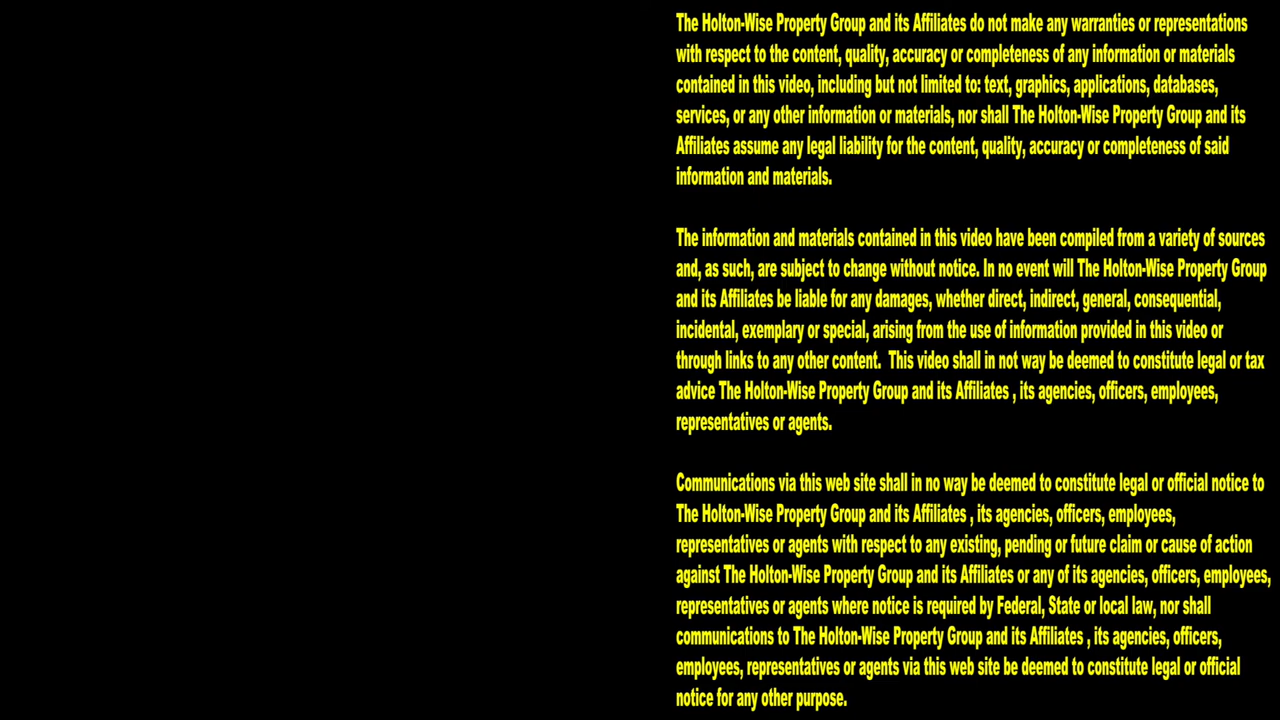 The Holton-Wise Property Group and its Affiliates do not make any warranties or representations
with respect to the content, quality, accuracy or completeness of any information or materials
contained in this video, including but not limited to: text, graphics, applications, databases,
services, or any other information or materials, nor shall The Holton-Wise Property Group and its
Affiliates assume any legal liability for the content, quality, accuracy or completeness of said
information and materials.
The information and materials contained in this video have been compiled from a variety of sources
and, as such, are subject to change without notice. In no event will The Holton-Wise Property Group
and its Affiliates be liable for any damages, whether direct, indirect, general, consequential,
incidental, exemplary or special, arising from the use of information provided in this video or
through links to any other content.  This video shall in not way be deemed to constitute legal or tax
advice The Holton-Wise Property Group and its Affiliates , its agencies, officers, employees,
representatives or agents.
Communications via this web site shall in no way be deemed to constitute legal or official notice to
The Holton-Wise Property Group and its Affiliates , its agencies, officers, employees,
representatives or agents with respect to any existing, pending or future claim or cause of action
against The Holton-Wise Property Group and its Affiliates or any of its agencies, officers, employees,
representatives or agents where notice is required by Federal, State or local law, nor shall
communications to The Holton-Wise Property Group and its Affiliates , its agencies, officers,
employees, representatives or agents via this web site be deemed to constitute legal or official
notice for any other purpose.